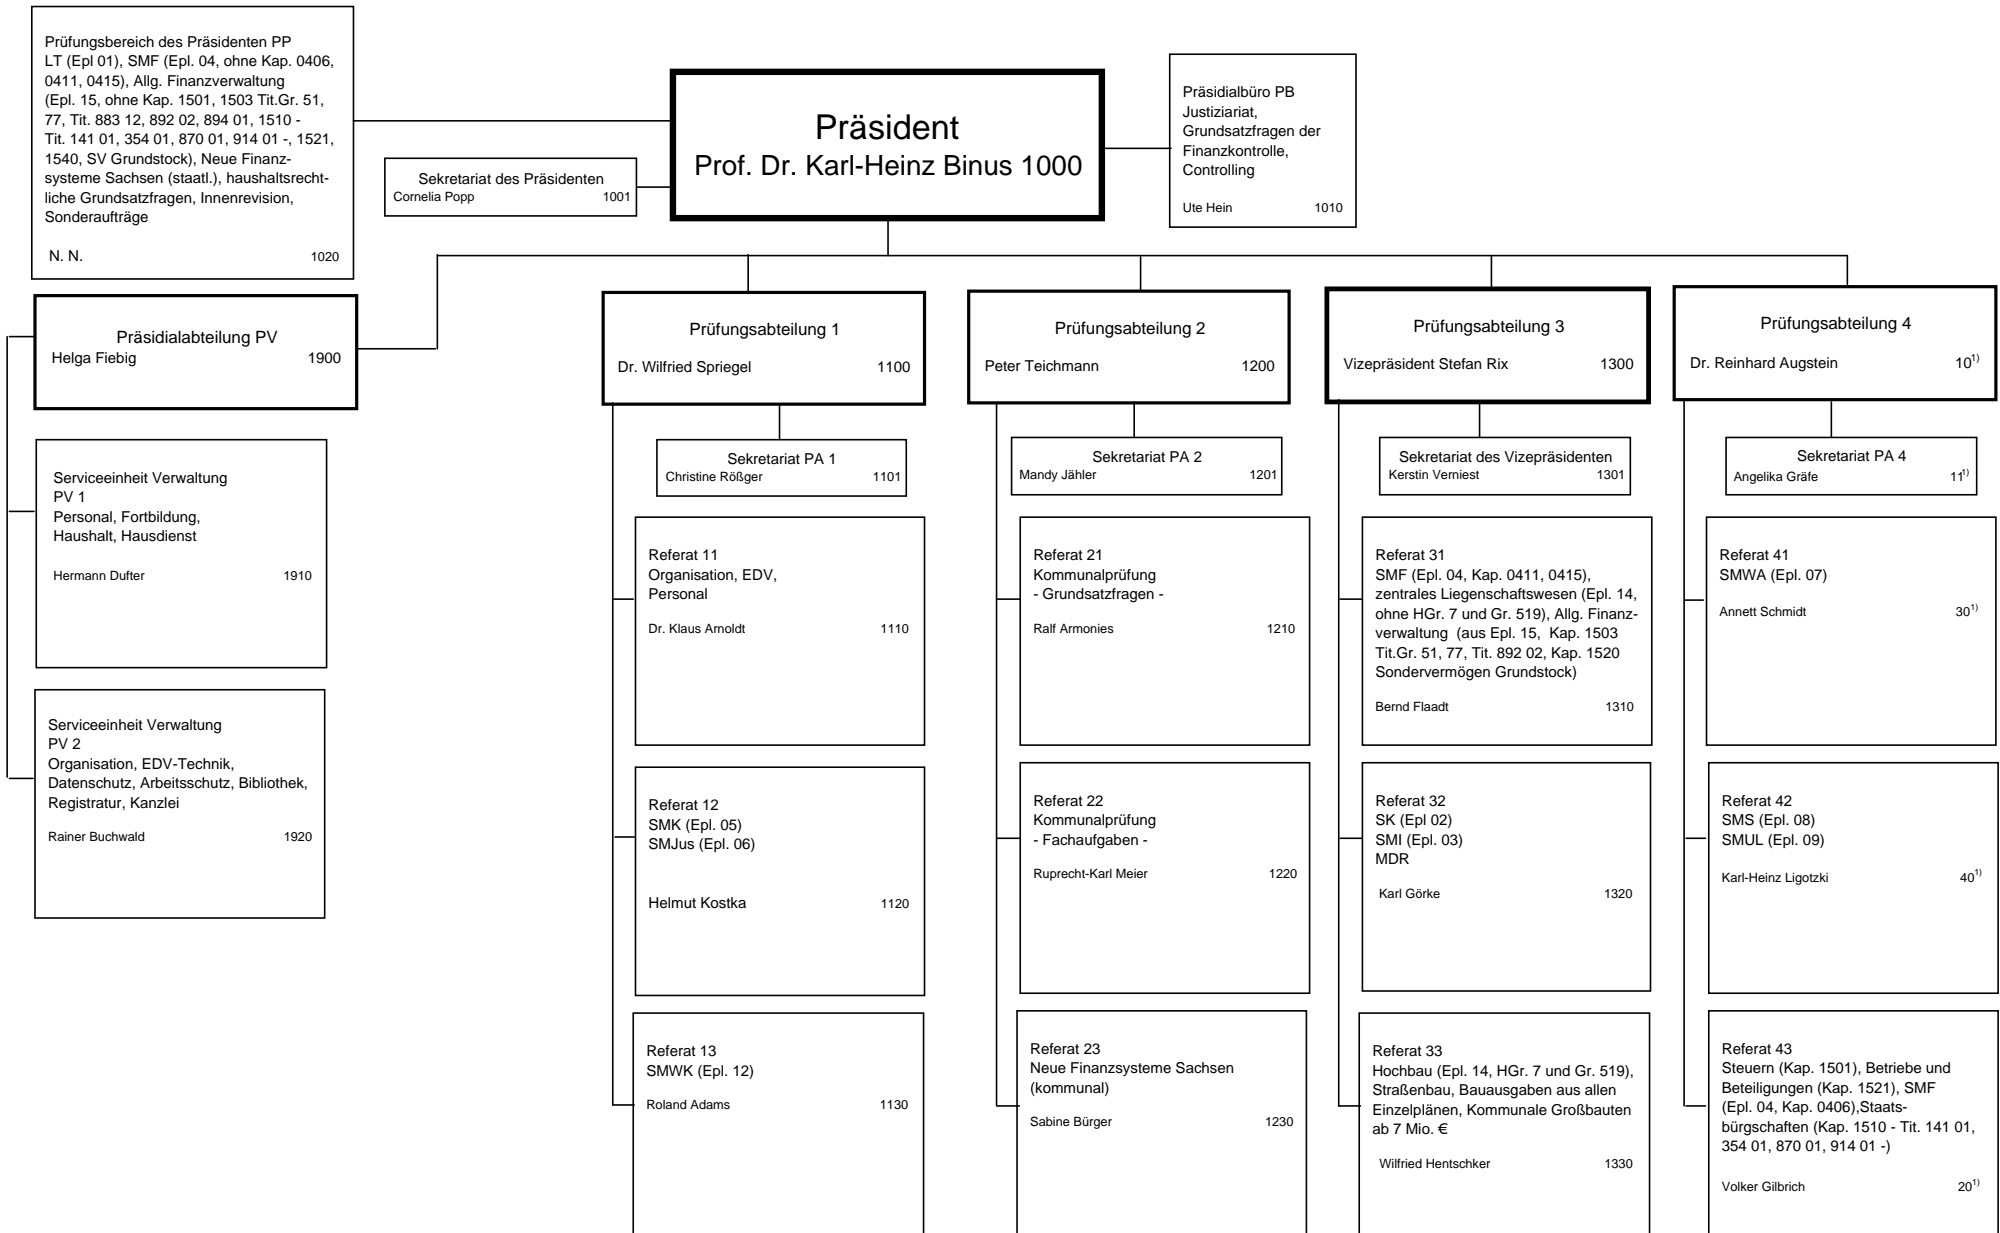 Prüfungsbereich des Präsidenten PP
LT (Epl 01), SMF (Epl. 04, ohne Kap. 0406,
0411, 0415), Allg. Finanzverwaltung
(Epl. 15, ohne Kap. 1501, 1503 Tit.Gr. 51,
77, Tit. 883 12, 892 02, 894 01, 1510 -
Tit. 141 01, 354 01, 870 01, 914 01 -, 1521,
1540, SV Grundstock), Neue Finanz-
systeme Sachsen (staatl.), haushaltsrecht-
liche Grundsatzfragen, Innenrevision,
Sonderaufträge
N. N. 1020
Präsident
Prof. Dr. Karl-Heinz Binus 1000
Sekretariat des Präsidenten
Cornelia Popp 1001
Präsidialbüro PB
Justiziariat,
Grundsatzfragen der
Finanzkontrolle,
Controlling
Ute Hein 1010
Präsidialabteilung PV
Helga Fiebig 1900
Serviceeinheit Verwaltung
PV 1
Personal, Fortbildung,
Haushalt, Hausdienst
Hermann Dufter 1910
Serviceeinheit Verwaltung
PV 2
Organisation, EDV-Technik,
Datenschutz, Arbeitsschutz, Bibliothek,
Registratur, Kanzlei
Rainer Buchwald 1920
Prüfungsabteilung 1
Dr. Wilfried Spriegel 1100
Sekretariat PA 1
Christine Rößger 1101
Referat 11
Organisation, EDV,
Personal
Dr. Klaus Arnoldt 1110
Referat 12
SMK (Epl. 05)
SMJus (Epl. 06)
Helmut Kostka 1120
Referat 13
SMWK (Epl. 12)
Roland Adams 1130
Prüfungsabteilung 2
Peter Teichmann 1200
Sekretariat PA 2
Mandy Jähler 1201
Referat 21
Kommunalprüfung
- Grundsatzfragen -
Ralf Armonies 1210
Referat 22
Kommunalprüfung
- Fachaufgaben -
Ruprecht-Karl Meier 1220
Referat 23
Neue Finanzsysteme Sachsen
(kommunal)
Sabine Bürger 1230
Prüfungsabteilung 3
Vizepräsident Stefan Rix 1300
Sekretariat des Vizepräsidenten
Kerstin Verniest 1301
Referat 31
SMF (Epl. 04, Kap. 0411, 0415),
zentrales Liegenschaftswesen (Epl. 14,
ohne HGr. 7 und Gr. 519), Allg. Finanz-
verwaltung (aus Epl. 15, Kap. 1503
Tit.Gr. 51, 77, Tit. 892 02, Kap. 1520
Sondervermögen Grundstock)
Bernd Flaadt 1310
Referat 32
SK (Epl 02)
SMI (Epl. 03)
MDR
Karl Görke 1320
Referat 33
Hochbau (Epl. 14, HGr. 7 und Gr. 519),
Straßenbau, Bauausgaben aus allen
Einzelplänen, Kommunale Großbauten
ab 7 Mio. €
Wilfried Hentschker 1330
Prüfungsabteilung 4
Dr. Reinhard Augstein 10¹⁾
Sekretariat PA 4
Angelika Gräfe 11¹⁾
Referat 41
SMWA (Epl. 07)
Annett Schmidt 30¹⁾
Referat 42
SMS (Epl. 08)
SMUL (Epl. 09)
Karl-Heinz Ligotzki 40¹⁾
Referat 43
Steuern (Kap. 1501), Betriebe und
Beteiligungen (Kap. 1521), SMF
(Epl. 04, Kap. 0406),Staats-
bürgschaften (Kap. 1510 - Tit. 141 01,
354 01, 870 01, 914 01 -)
Volker Gilbrich 20¹⁾